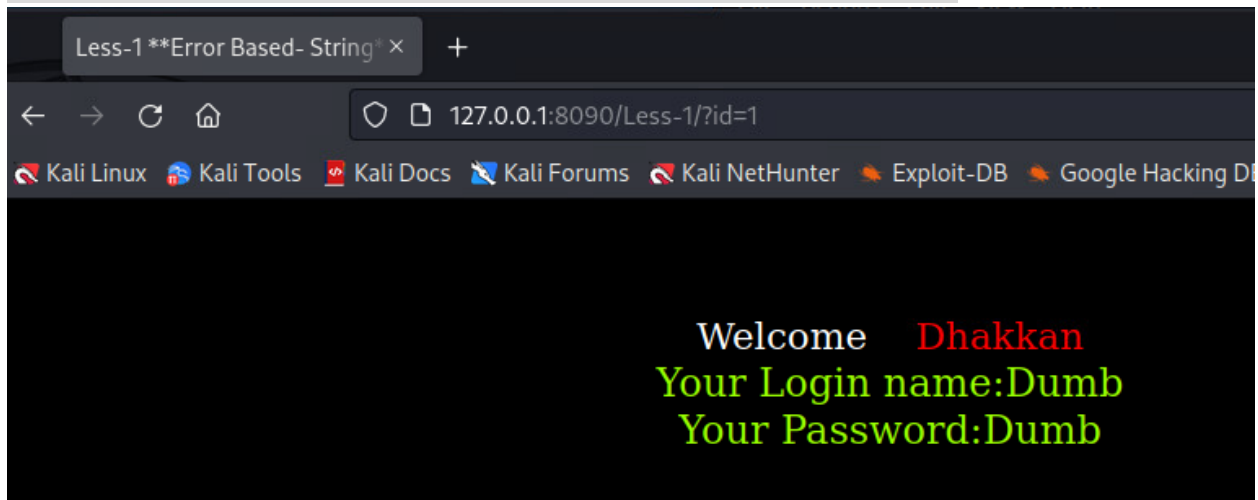 Less-1 **Error Based- String*
127.0.0.1:8090/Less-1/?id=1
Kali Linux Kali Tools Kali Docs Kali Forums Kali NetHunter Exploit-DB Google Hacking DB
Welcome Dhakkan
Your Login name:Dumb
Your Password:Dumb